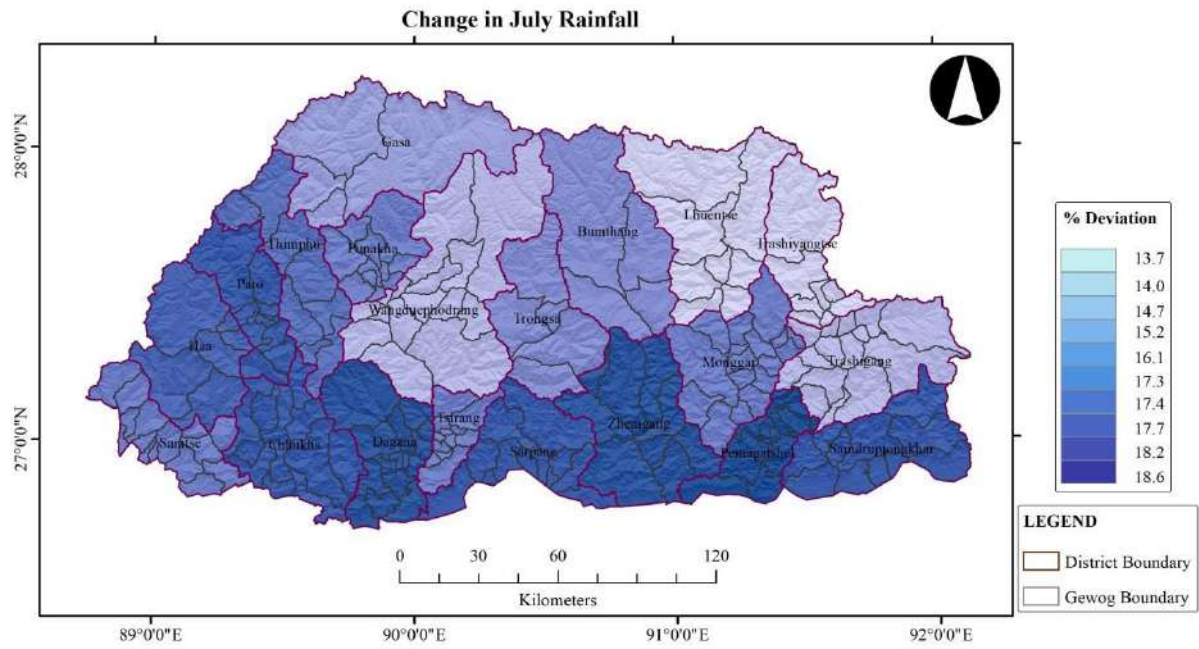 Change in July Rainfall
28°0'0"N
27°0'0"N
Gasa
Thimphu
Punakha
Paro
Haa
Wangduephodrang
Bumthang
Lhuentse
Trashiyangtse
Trongsa
Monggar
Trashigang
Samtse
Chhukha
Dagana
Tsirang
Sarpang
Zhemgang
Pemagatshel
Samdrupjongkhar
0 30 60 120
Kilometers
89°0'0"E 90°0'0"E 91°0'0"E 92°0'0"E
% Deviation
13.7
14.0
14.7
15.2
16.1
17.3
17.4
17.7
18.2
18.6
LEGEND
District Boundary
Gewog Boundary